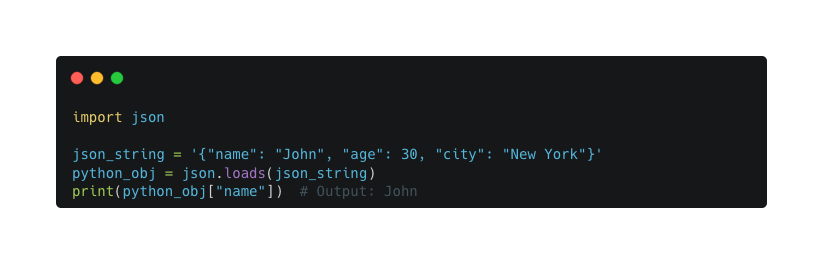 import json
json_string = '{"name": "John", "age": 30, "city": "New York"}'
python_obj = json.loads(json_string)
print(python_obj["name"])  # Output: John